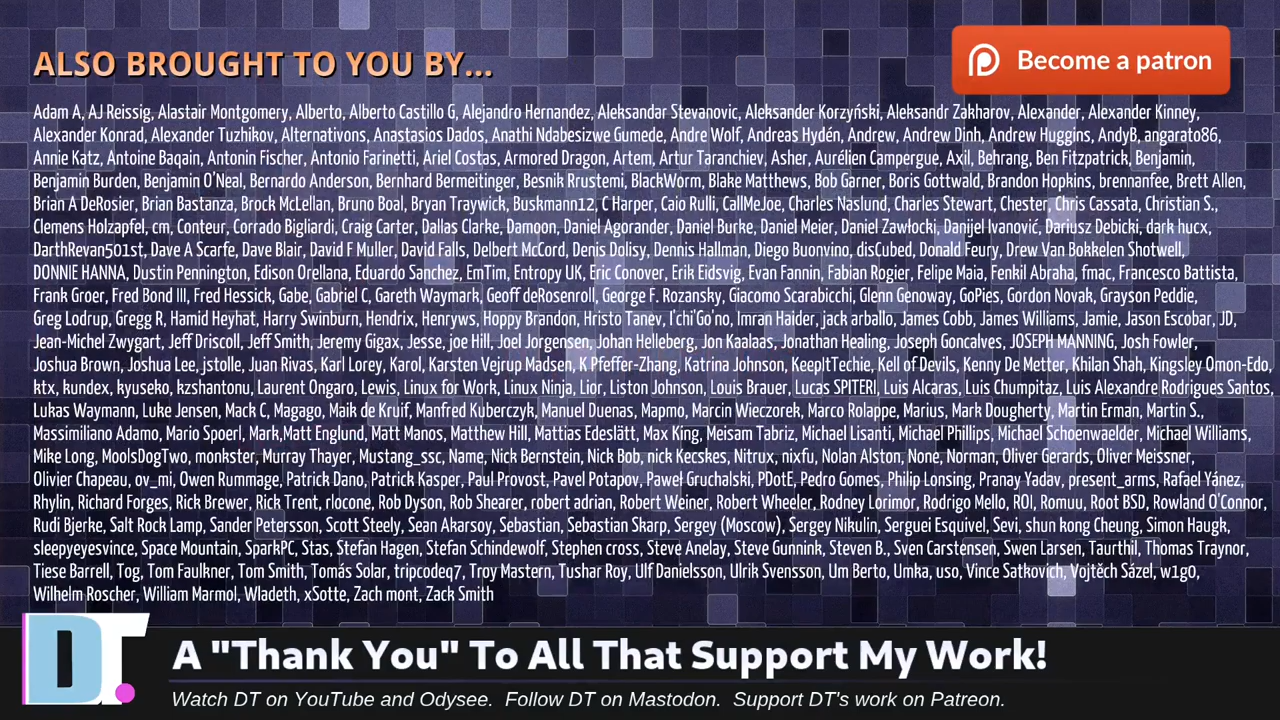 ALSO BROUGHT TO YOU BY...
Become a patron
Adam A, AJ Reissig, Alastair Montgomery, Alberto, Alberto Castillo G, Alejandro Hernandez, Aleksandar Stevanovic, Aleksander Korzyński, Aleksandr Zakharov, Alexander, Alexander Kinney,
Alexander Konrad, Alexander Tuzhikov, Alternativons, Anastasios Dados, Anathi Ndabesizwe Gumede, Andre Wolf, Andreas Hydén, Andrew, Andrew Dinh, Andrew Huggins, AndyB, angarato86,
Annie Katz, Antoine Baqain, Antonin Fischer, Antonio Farinetti, Ariel Costas, Armored Dragon, Artem, Artur Taranchiev, Asher, Aurélien Campergue, Axil, Behrang, Ben Fitzpatrick, Benjamin,
Benjamin Burden, Benjamin O'Neal, Bernardo Anderson, Bernhard Bermeitinger, Besnik Rrustemi, BlackWorm, Blake Matthews, Bob Garner, Boris Gottwald, Brandon Hopkins, brennanfee, Brett Allen,
Brian A DeRosier, Brian Bastanza, Brock McLellan, Bruno Boal, Bryan Traywick, Buskmann12, C Harper, Caio Rulli, CallMeJoe, Charles Naslund, Charles Stewart, Chester, Chris Cassata, Christian S.,
Clemens Holzapfel, cm, Conteur, Corrado Bigliardi, Craig Carter, Dallas Clarke, Damoon, Daniel Agorander, Daniel Burke, Daniel Meier, Daniel Zawłocki, Danijel Ivanović, Dariusz Debicki, dark hucx,
DarthRevan501st, Dave A Scarfe, Dave Blair, David F Muller, David Falls, Delbert McCord, Denis Dolisy, Dennis Hallman, Diego Buonvino, disCubed, Donald Feury, Drew Van Bokkelen Shotwell,
DONNIE HANNA, Dustin Pennington, Edison Orellana, Eduardo Sanchez, EmTim, Entropy UK, Eric Conover, Erik Eidsvig, Evan Fannin, Fabian Rogier, Felipe Maia, Fenkil Abraha, fmac, Francesco Battista,
Frank Groer, Fred Bond III, Fred Hessick, Gabe, Gabriel C, Gareth Waymark, Geoff deRosenroll, George F. Rozansky, Giacomo Scarabicchi, Glenn Genoway, GoPies, Gordon Novak, Grayson Peddie,
Greg Lodrup, Gregg R, Hamid Heyhat, Harry Swinburn, Hendrix, Henryws, Hoppy Brandon, Hristo Tanev, I'chi'Go'no, Imran Haider, jack arballo, James Cobb, James Williams, Jamie, Jason Escobar, JD,
Jean-Michel Zwygart, Jeff Driscoll, Jeff Smith, Jeremy Gigax, Jesse, joe Hill, Joel Jorgensen, Johan Helleberg, Jon Kaalaas, Jonathan Healing, Joseph Goncalves, JOSEPH MANNING, Josh Fowler,
Joshua Brown, Joshua Lee, jstolle, Juan Rivas, Karl Lorey, Karol, Karsten Vejrup Madsen, K Pfeffer-Zhang, Katrina Johnson, KeepItTechie, Kell of Devils, Kenny De Metter, Khilan Shah, Kingsley Omon-Edo,
ktx, kundex, kyuseko, kzshantonu, Laurent Ongaro, Lewis, Linux for Work, Linux Ninja, Lior, Liston Johnson, Louis Brauer, Lucas SPITERI, Luis Alcaras, Luis Chumpitaz, Luis Alexandre Rodrigues Santos,
Lukas Waymann, Luke Jensen, Mack C, Magago, Maik de Kruif, Manfred Kuberczyk, Manuel Duenas, Mapmo, Marcin Wieczorek, Marco Rolappe, Marius, Mark Dougherty, Martin Erman, Martin S.,
Massimiliano Adamo, Mario Spoerl, Mark,Matt Englund, Matt Manos, Matthew Hill, Mattias Edeslätt, Max King, Meisam Tabriz, Michael Lisanti, Michael Phillips, Michael Schoenwaelder, Michael Williams,
Mike Long, MoolsDogTwo, monkster, Murray Thayer, Mustang_ssc, Name, Nick Bernstein, Nick Bob, nick Kecskes, Nitrux, nixfu, Nolan Alston, None, Norman, Oliver Gerards, Oliver Meissner,
Olivier Chapeau, ov_mi, Owen Rummage, Patrick Dano, Patrick Kasper, Paul Provost, Pavel Potapov, Paweł Gruchalski, PDotE, Pedro Gomes, Philip Lonsing, Pranay Yadav, present_arms, Rafael Yánez,
Rhylin, Richard Forges, Rick Brewer, Rick Trent, rlocone, Rob Dyson, Rob Shearer, robert adrian, Robert Weiner, Robert Wheeler, Rodney Lorimor, Rodrigo Mello, ROI, Romuu, Root BSD, Rowland O'Connor,
Rudi Bjerke, Salt Rock Lamp, Sander Petersson, Scott Steely, Sean Akarsoy, Sebastian, Sebastian Skarp, Sergey (Moscow), Sergey Nikulin, Serguei Esquivel, Sevi, shun kong Cheung, Simon Haugk,
sleepyeyesvince, Space Mountain, SparkPC, Stas, Stefan Hagen, Stefan Schindewolf, Stephen cross, Steve Anelay, Steve Gunnink, Steven B., Sven Carstensen, Swen Larsen, Taurthil, Thomas Traynor,
Tiese Barrell, Tog, Tom Faulkner, Tom Smith, Tomás Solar, tripcodeq7, Troy Mastern, Tushar Roy, Ulf Danielsson, Ulrik Svensson, Um Berto, Umka, uso, Vince Satkovich, Vojtěch Sázel, w1g0,
Wilhelm Roscher, William Marmol, Wladeth, xSotte, Zach mont, Zack Smith
DT.
A "Thank You" To All That Support My Work!
Watch DT on YouTube and Odysee. Follow DT on Mastodon. Support DT's work on Patreon.